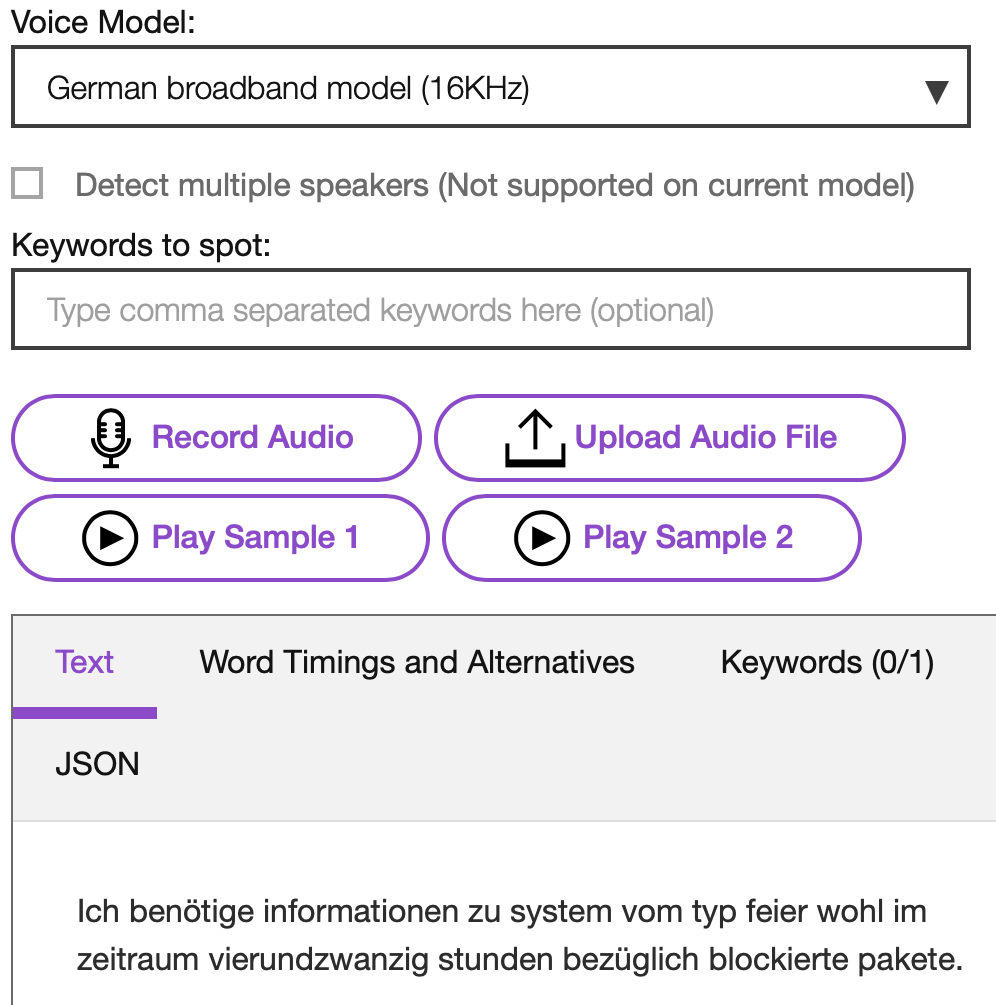 Voice Model:
German broadband model (16KHz)
Detect multiple speakers (Not supported on current model)
Keywords to spot:
Type comma separated keywords here (optional)
Record Audio
Upload Audio File
Play Sample 1
Play Sample 2
Text
Word Timings and Alternatives
Keywords (0/1)
JSON
Ich benötige informationen zu system vom typ feier wohl im
zeitraum vierundzwanzig stunden bezüglich blockierte pakete.